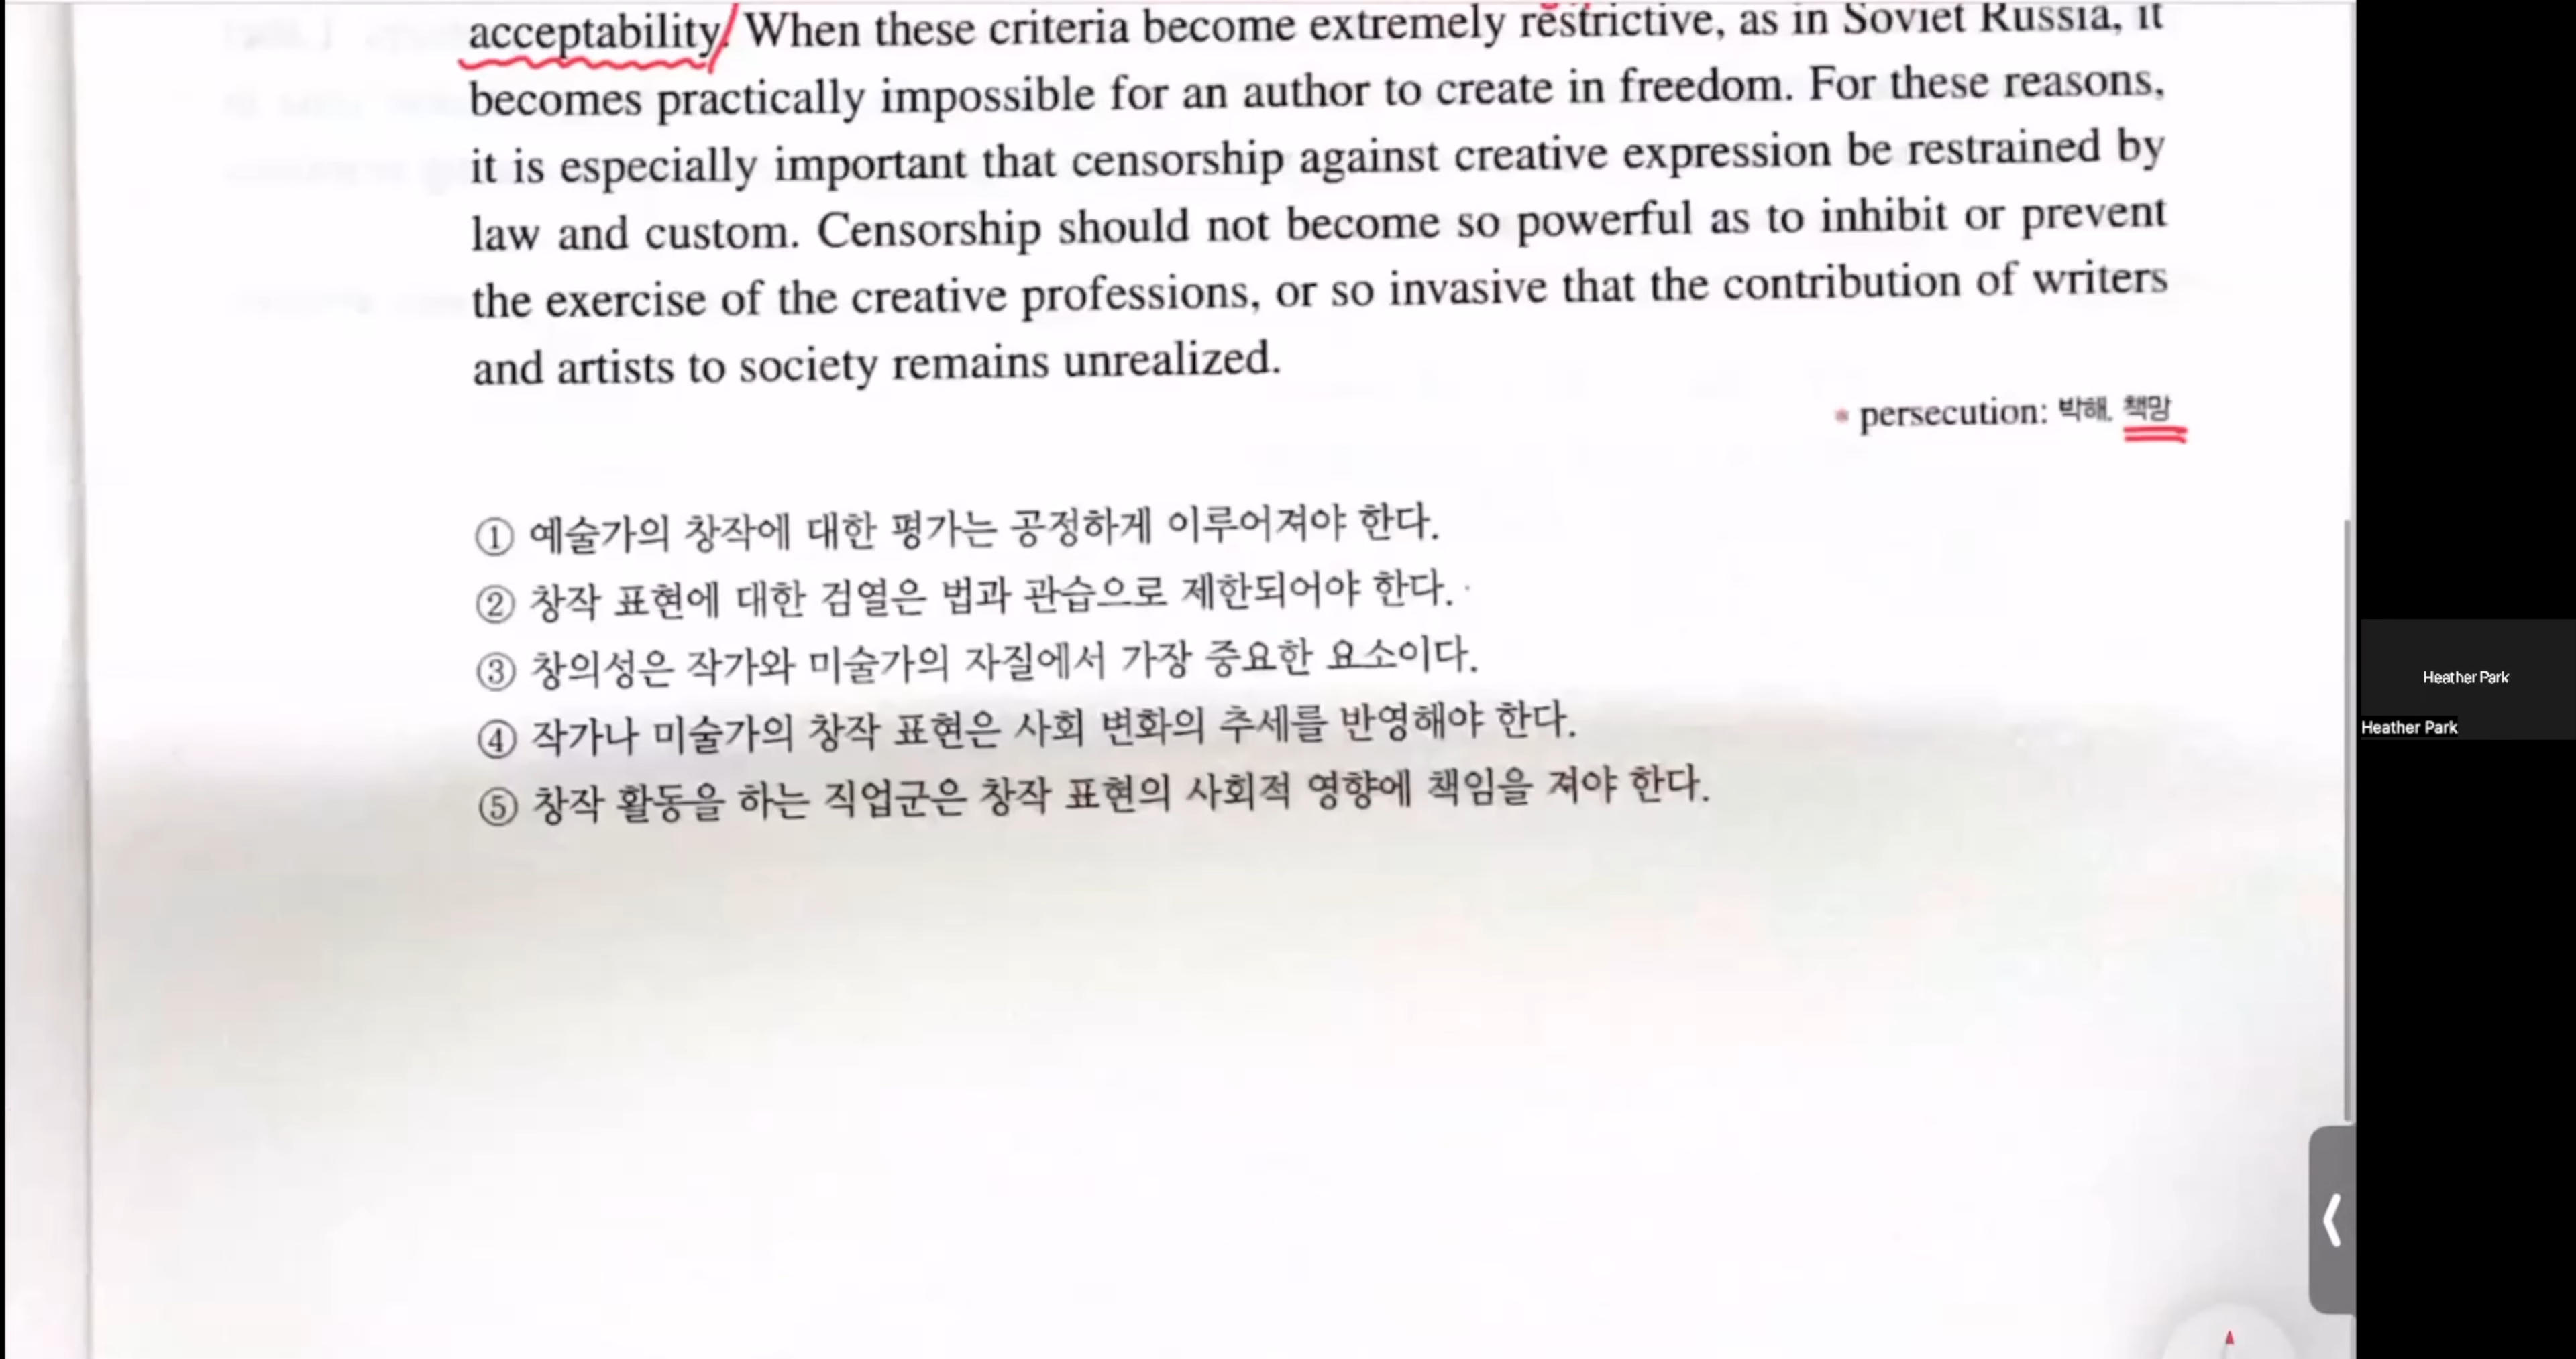 acceptability. When these criteria become extremely restrictive, as in Soviet Russia, it
becomes practically impossible for an author to create in freedom. For these reasons,
it is especially important that censorship against creative expression be restrained by
law and custom. Censorship should not become so powerful as to inhibit or prevent
the exercise of the creative professions, or so invasive that the contribution of writers
and artists to society remains unrealized.
* persecution: 박해, 책망
① 예술가의 창작에 대한 평가는 공정하게 이루어져야 한다.
② 창작 표현에 대한 검열은 법과 관습으로 제한되어야 한다.
③ 창의성은 작가와 미술가의 자질에서 가장 중요한 요소이다.
④ 작가나 미술가의 창작 표현은 사회 변화의 추세를 반영해야 한다.
⑤ 창작 활동을 하는 직업군은 창작 표현의 사회적 영향에 책임을 져야 한다.
Heather Park
Heather Park